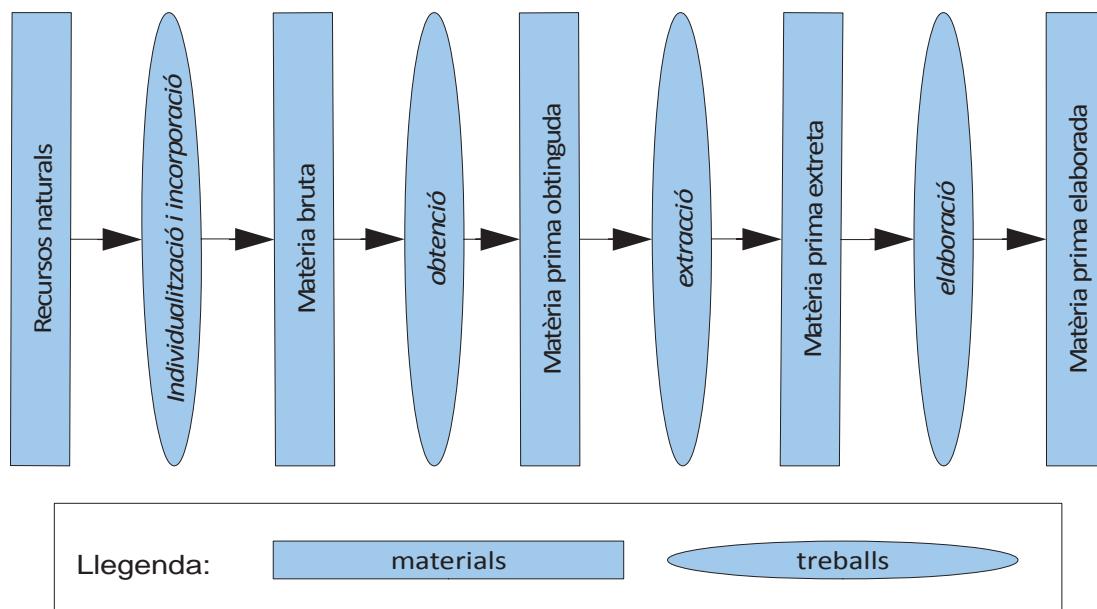 Recursos naturals
Individualització i incorporació
Matèria bruta
obtenció
Matèria prima obtinguda
extracció
Matèria prima extreta
elaboració
Matèria prima elaborada
Llegenda:
materials
treballs